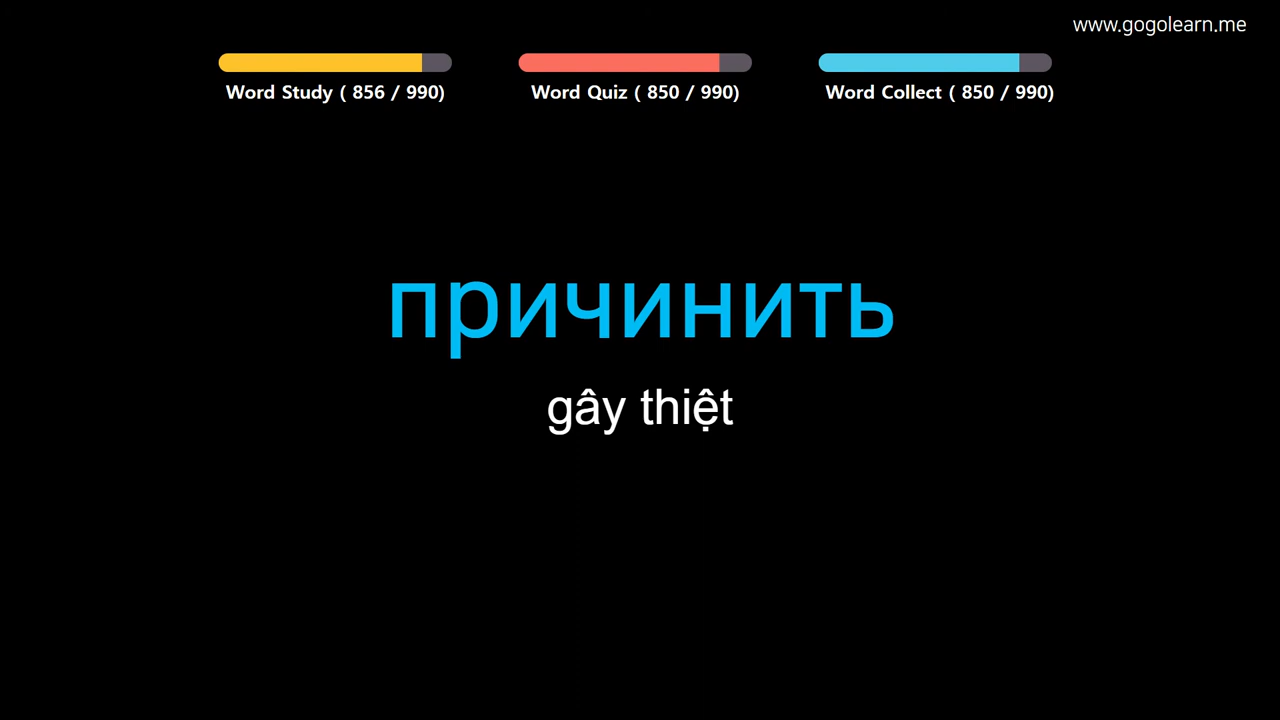 www.gogolearn.me
Word Study ( 856 / 990)
Word Quiz ( 850 / 990)
Word Collect ( 850 / 990)
причинить
gây thiệt